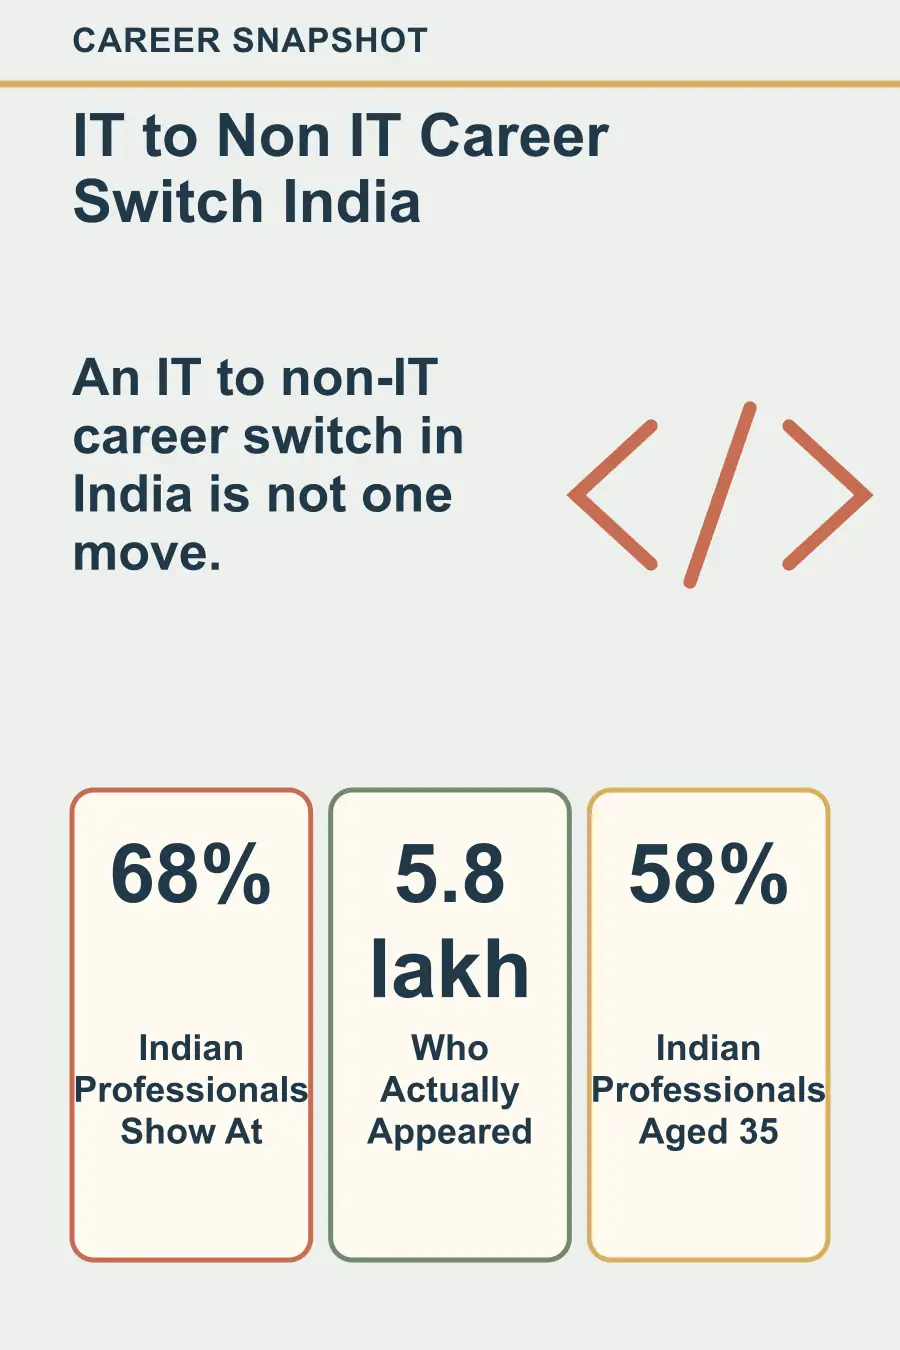 CAREER SNAPSHOT
IT to Non IT Career
Switch India
An IT to non-IT
career switch in
India is not one
move.
68%
Indian
Professionals
Show At
5.8
lakh
Who
Actually
Appeared
58%
Indian
Professionals
Aged 35